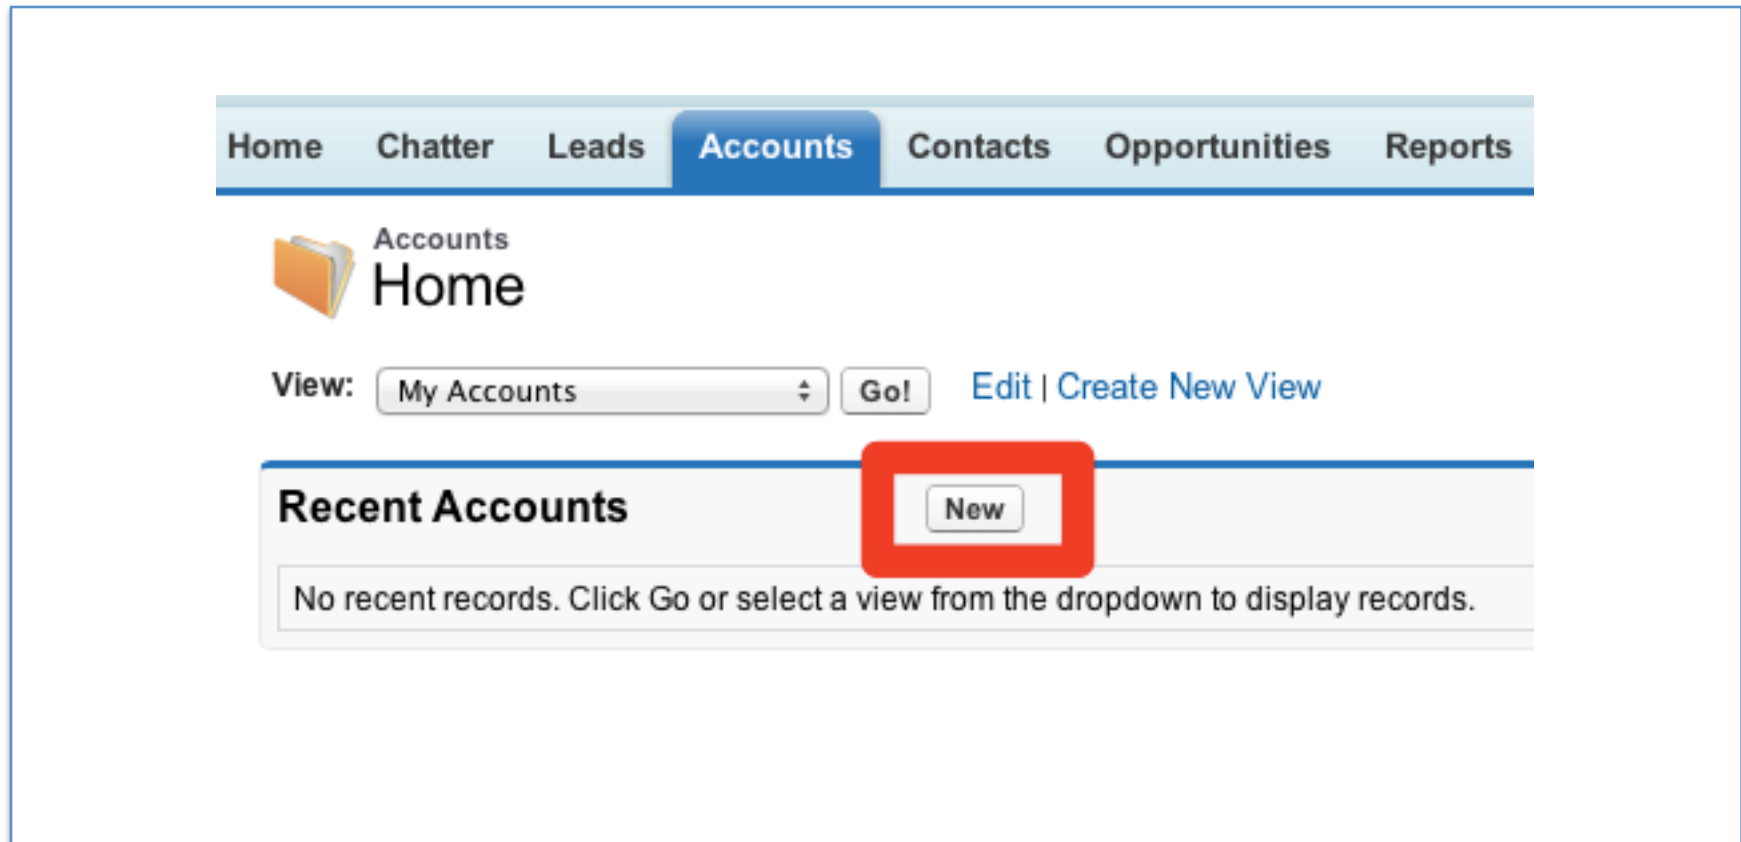 Home Chatter Leads Accounts Contacts Opportunities Reports
Accounts
Home
View: My Accounts Go! Edit | Create New View
Recent Accounts New
No recent records. Click Go or select a view from the dropdown to display records.